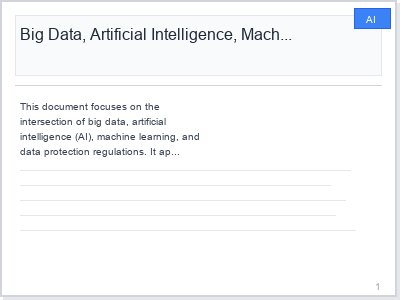 AI
Big Data, Artificial Intelligence, Mach...
This document focuses on the
intersection of big data, artificial
intelligence (AI), machine learning, and
data protection regulations. It ap...
1